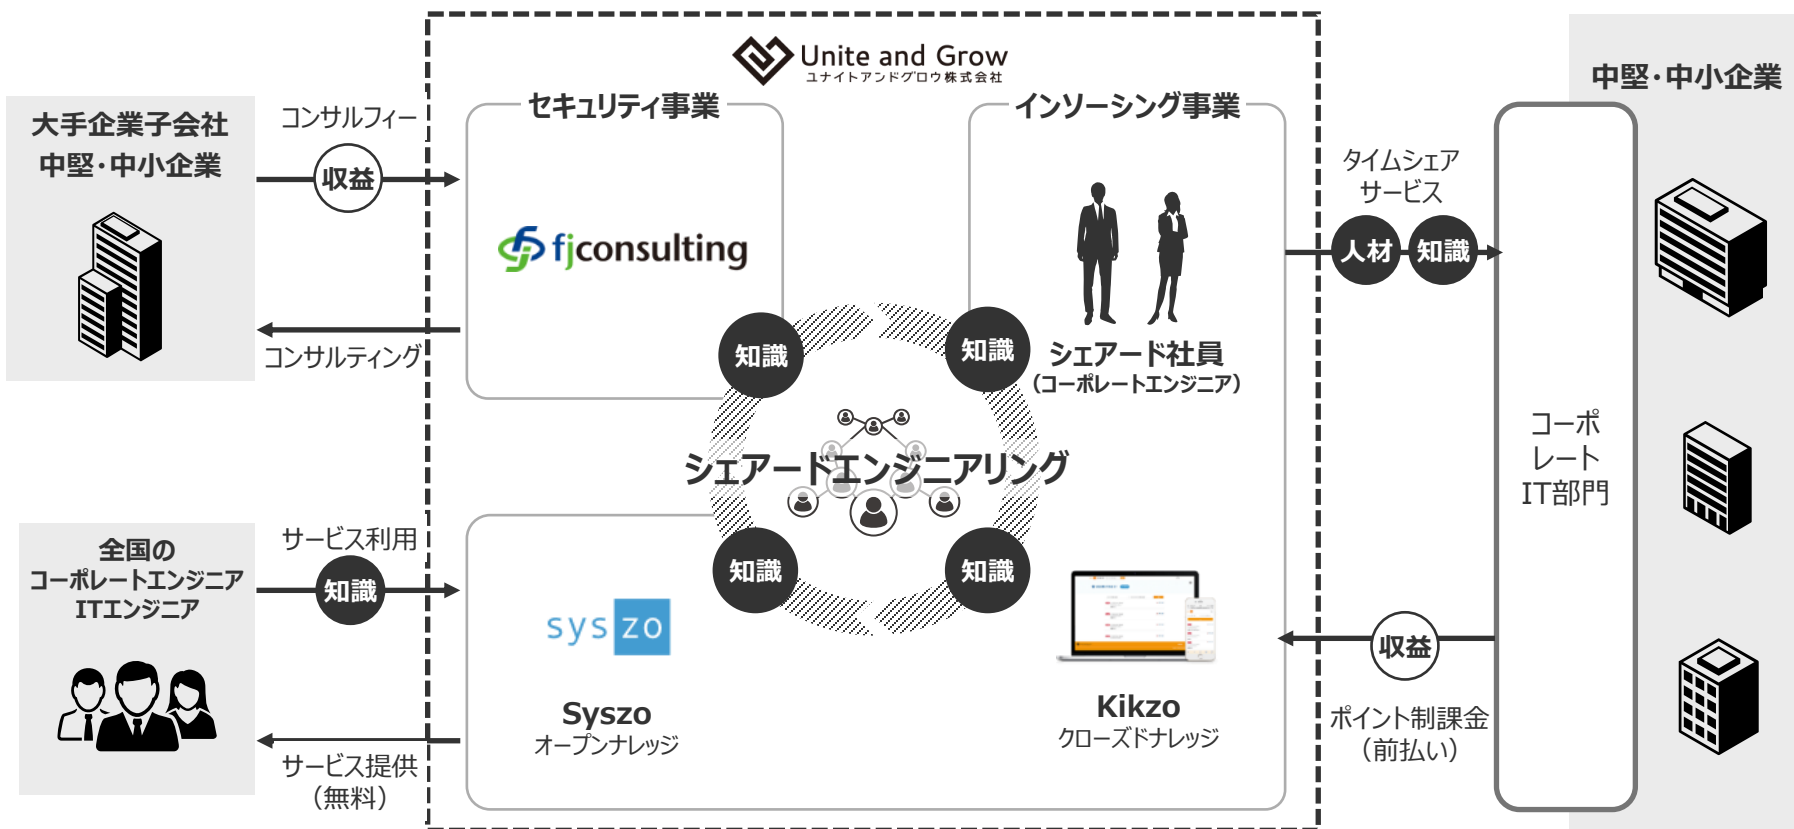 Unite and Grow
ユナイトアンドグロウ株式会社
大手企業子会社
中堅・中小企業
コンサルフィー
収益
コンサルティング
セキュリティ事業
fjconsulting
知識
インソーシング事業
シェアード社員
（コーポレートエンジニア）
知識
タイムシェア
サービス
人材
知識
中堅・中小企業
コーポ
レート
IT部門
シェアードエンジニアリング
全国の
コーポレートエンジニア
ITエンジニア
サービス利用
知識
サービス提供
（無料）
知識
syszo
Syszo
オープンナレッジ
知識
Kikzo
クローズドナレッジ
収益
ポイント制課金
（前払い）